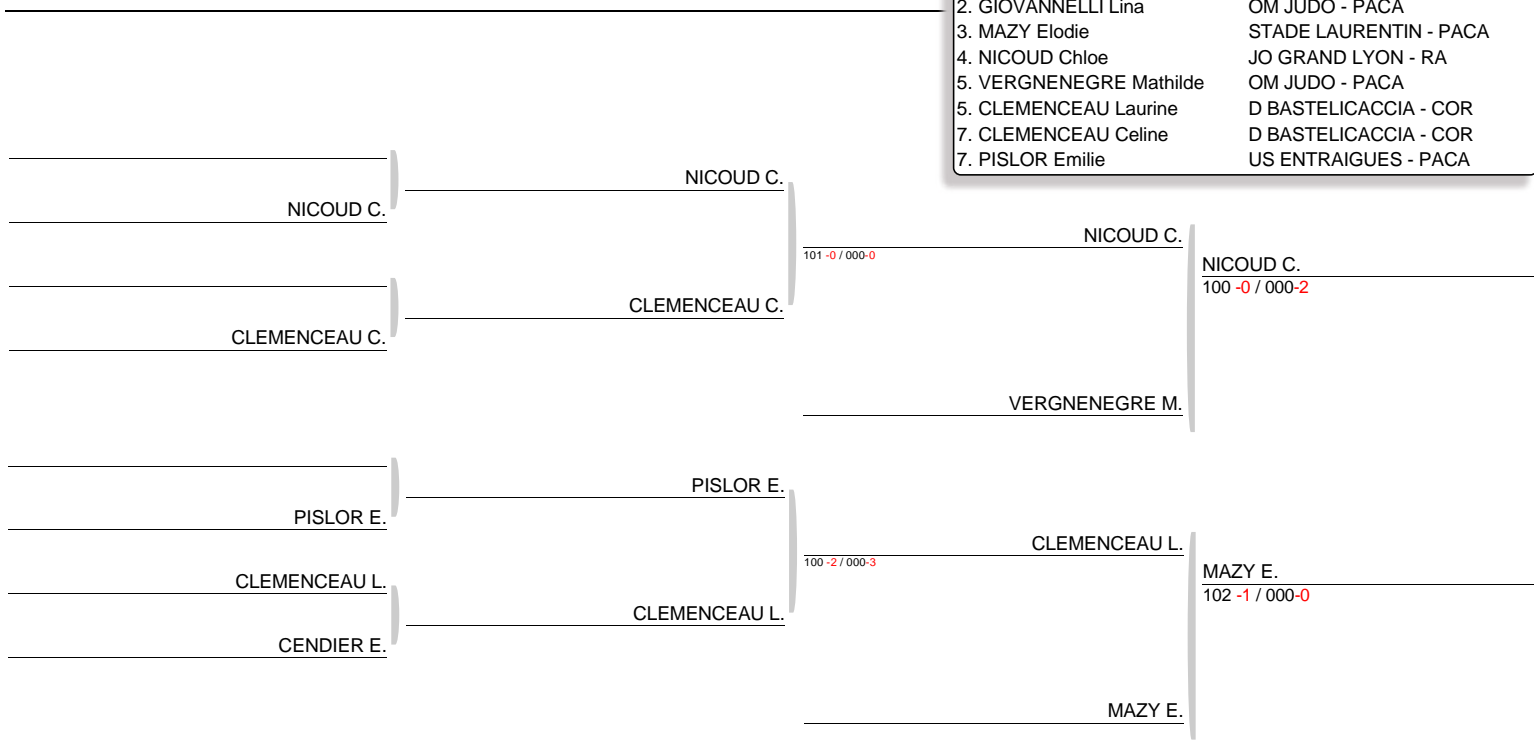 2. GIOVANNELLI Lina OM JUDO - PACA
3. MAZY Elodie STADE LAURENTIN - PACA
4. NICOUD Chloe JO GRAND LYON - RA
5. VERGNENEGRE Mathilde OM JUDO - PACA
5. CLEMENCEAU Laurine D BASTELICACCIA - COR
7. CLEMENCEAU Celine D BASTELICACCIA - COR
7. PISLOR Emilie US ENTRAIGUES - PACA
NICOUD C.
NICOUD C.
CLEMENCEAU C.
CLEMENCEAU C.
NICOUD C.
101 -0 / 000-0
VERGNENEGRE M.
NICOUD C.
100 -0 / 000-2
PISLOR E.
PISLOR E.
CLEMENCEAU L.
CENDIER E.
CLEMENCEAU L.
CLEMENCEAU L.
100 -2 / 000-3
MAZY E.
MAZY E.
102 -1 / 000-0